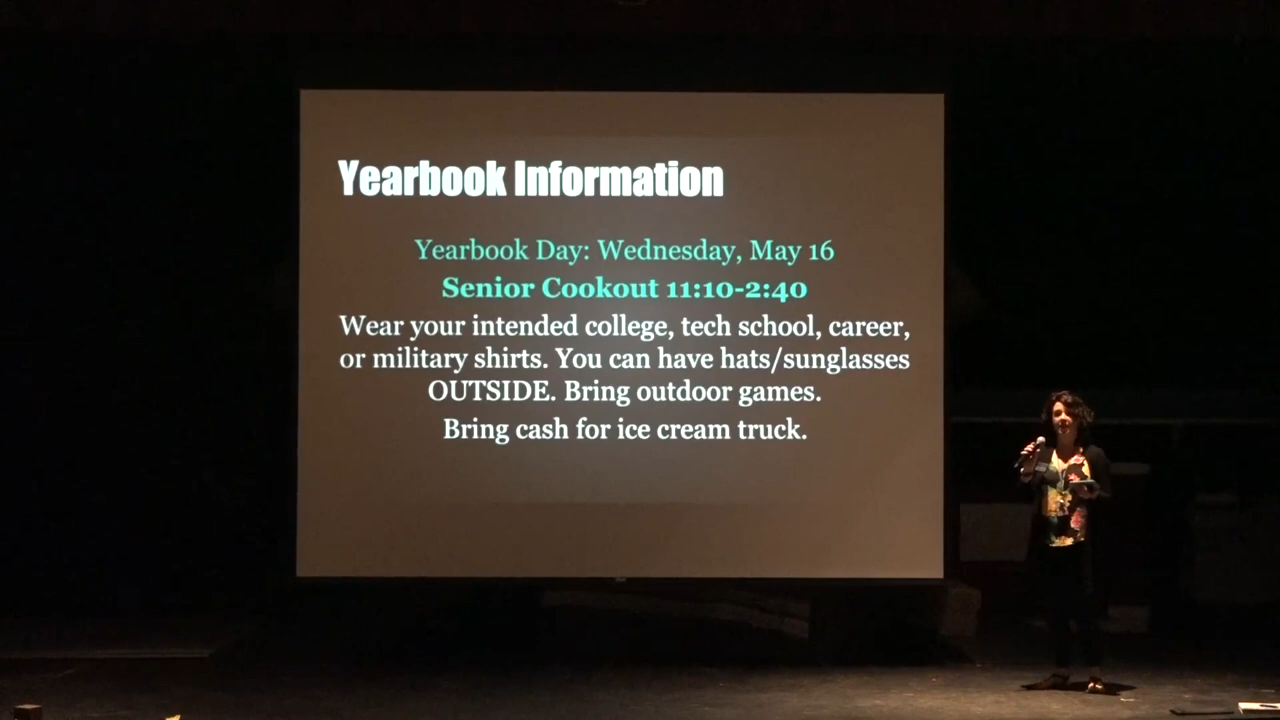 Yearbook Information
Yearbook Day: Wednesday, May 16
Senior Cookout 11:10-2:40
Wear your intended college, tech school, career,
or military shirts. You can have hats/sunglasses
OUTSIDE. Bring outdoor games.
Bring cash for ice cream truck.